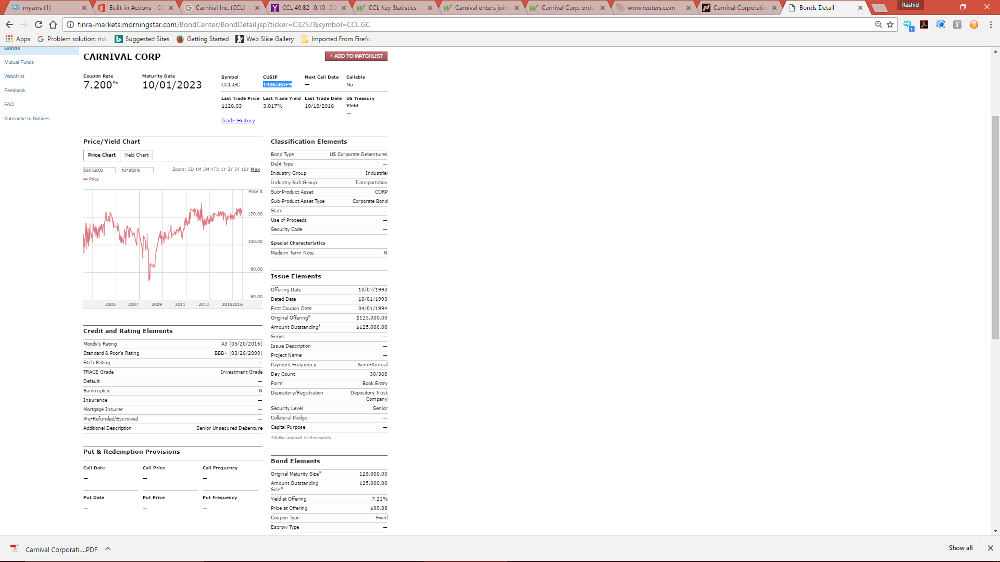 mysms (1)
Built-in Actions - Of
Carnival Inc. (CCL) -
CCL 49.82 -0.10 -0.2
CCL Key Statistics -
Carnival enters joint
Carnival Corp. orde
www.reuters.com
Carnival Corporatio
Bonds Detail
Rashid
finra-markets.morningstar.com/BondCenter/BondDetail.jsp?ticker=C3257&symbol=CCL.GC
Apps
Problem solution: risk
Suggested Sites
Getting Started
Web Slice Gallery
Imported From Firefo
Bonds
Mutual Funds
Watchlist
Feedback
FAQ
Subscribe to Notices
CARNIVAL CORP
+ ADD TO WATCHLIST
Coupon Rate
7.200%
Maturity Date
10/01/2023
Symbol CUSIP Next Call Date Callable
CCL.GC 143658AF9 — No
Last Trade Price Last Trade Yield Last Trade Date US Treasury Yield
$126.03 3.017% 10/18/2016 —
Trade History
Price/Yield Chart
Price Chart Yield Chart
03/07/2003 - 10/18/2016
Zoom: 5D 1M 3M YTD 1Y 3Y 5Y 10Y Max
Price
Price $
120.00
100.00
80.00
60.00
2005 2007 2009 2011 2013 2015 2016
Credit and Rating Elements
Moody's Rating A3 (05/20/2016)
Standard & Poor's Rating BBB+ (03/26/2009)
Fitch Rating —
TRACE Grade Investment Grade
Default —
Bankruptcy N
Insurance —
Mortgage Insurer —
Pre-Refunded/Escrowed —
Additional Description Senior Unsecured Debenture
Put & Redemption Provisions
Call Date Call Price Call Frequency
— — —
Put Date Put Price Put Frequency
— — —
Classification Elements
Bond Type US Corporate Debentures
Debt Type —
Industry Group Industrial
Industry Sub Group Transportation
Sub-Product Asset CORP
Sub-Product Asset Type Corporate Bond
State —
Use of Proceeds —
Security Code —
Special Characteristics
Medium Term Note N
Issue Elements
Offering Date 10/07/1993
Dated Date 10/01/1993
First Coupon Date 04/01/1994
Original Offering* $125,000.00
Amount Outstanding* $125,000.00
Series —
Issue Description —
Project Name —
Payment Frequency Semi-Annual
Day Count 30/360
Form Book Entry
Depository/Registration Depository Trust
Company
Security Level Senior
Collateral Pledge —
Capital Purpose —
*dollar amount in thousands
Bond Elements
Original Maturity Size* 125,000.00
Amount Outstanding 125,000.00
Size*
Yield at Offering 7.21%
Price at Offering $99.88
Coupon Type Fixed
Escrow Type —
Carnival Corporati....PDF
Show all